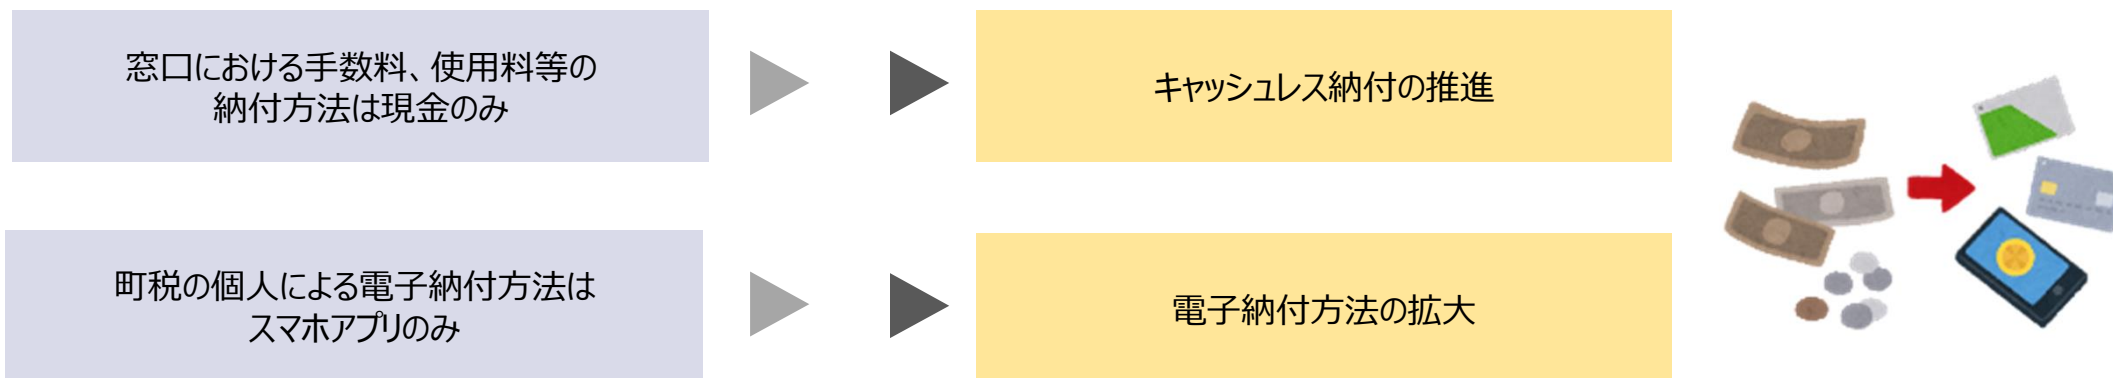 窓口における手数料、使用料等の
納付方法は現金のみ
キャッシュレス納付の推進
町税の個人による電子納付方法は
スマホアプリのみ
電子納付方法の拡大